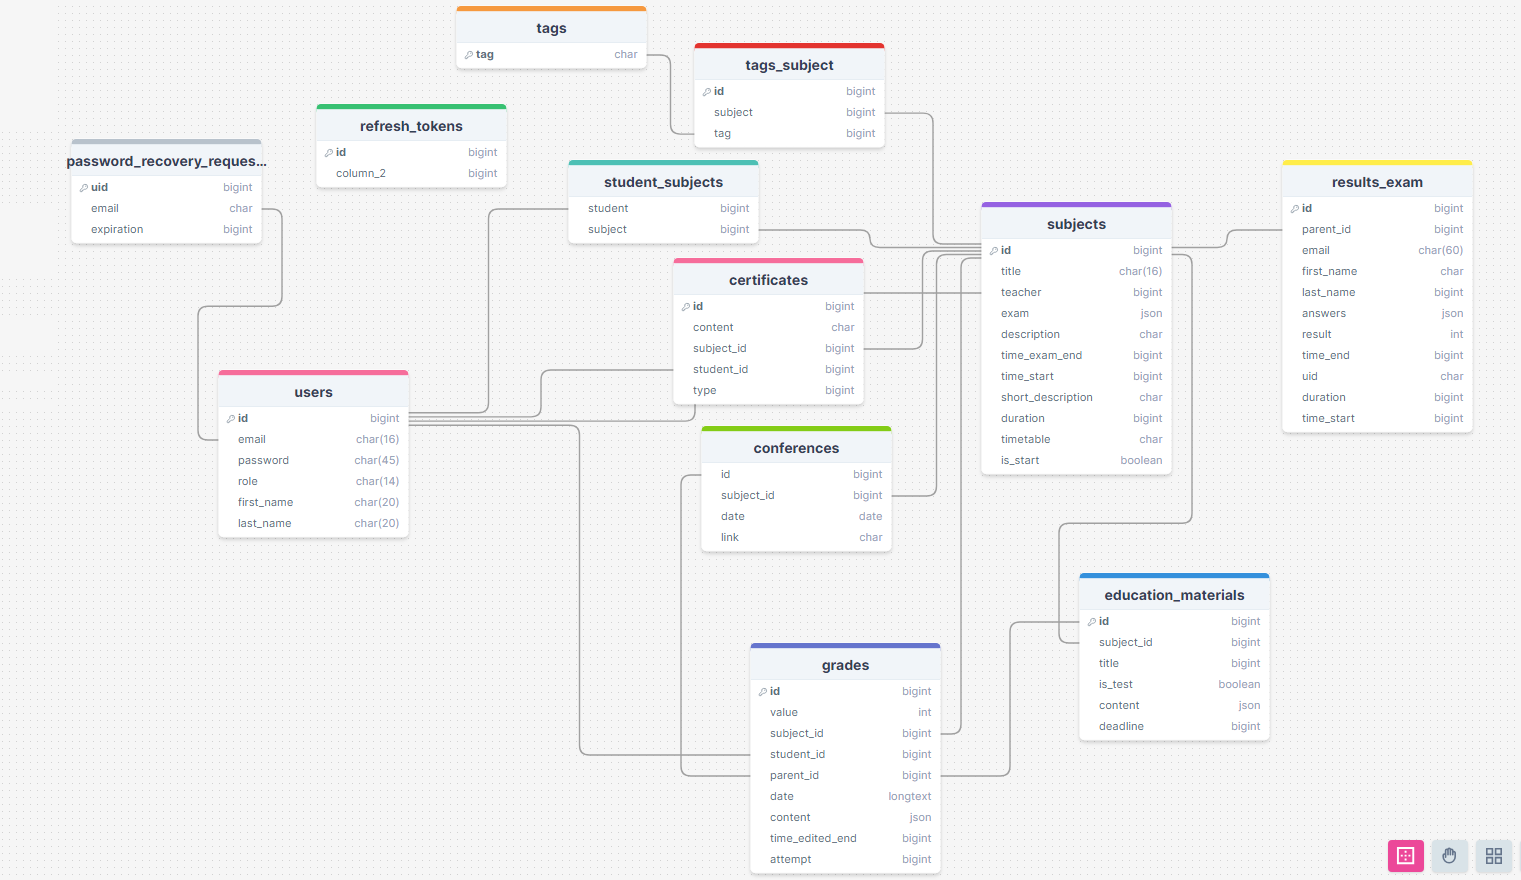 tags
tag char
tags_subject
id bigint
subject bigint
tag bigint
refresh_tokens
id bigint
column_2 bigint
password_recovery_reques...
uid bigint
email char
expiration bigint
student_subjects
student bigint
subject bigint
results_exam
id bigint
parent_id bigint
email char(60)
first_name char
last_name bigint
answers json
result int
time_end bigint
uid char
duration bigint
time_start bigint
subjects
id bigint
title char(16)
teacher bigint
exam json
description char
time_exam_end bigint
time_start bigint
short_description char
duration bigint
timetable char
is_start boolean
certificates
id bigint
content char
subject_id bigint
student_id bigint
type bigint
users
id bigint
email char(16)
password char(45)
role char(14)
first_name char(20)
last_name char(20)
conferences
id bigint
subject_id bigint
date date
link char
education_materials
id bigint
subject_id bigint
title bigint
is_test boolean
content json
deadline bigint
grades
id bigint
value int
subject_id bigint
student_id bigint
parent_id bigint
date longtext
content json
time_edited_end bigint
attempt bigint